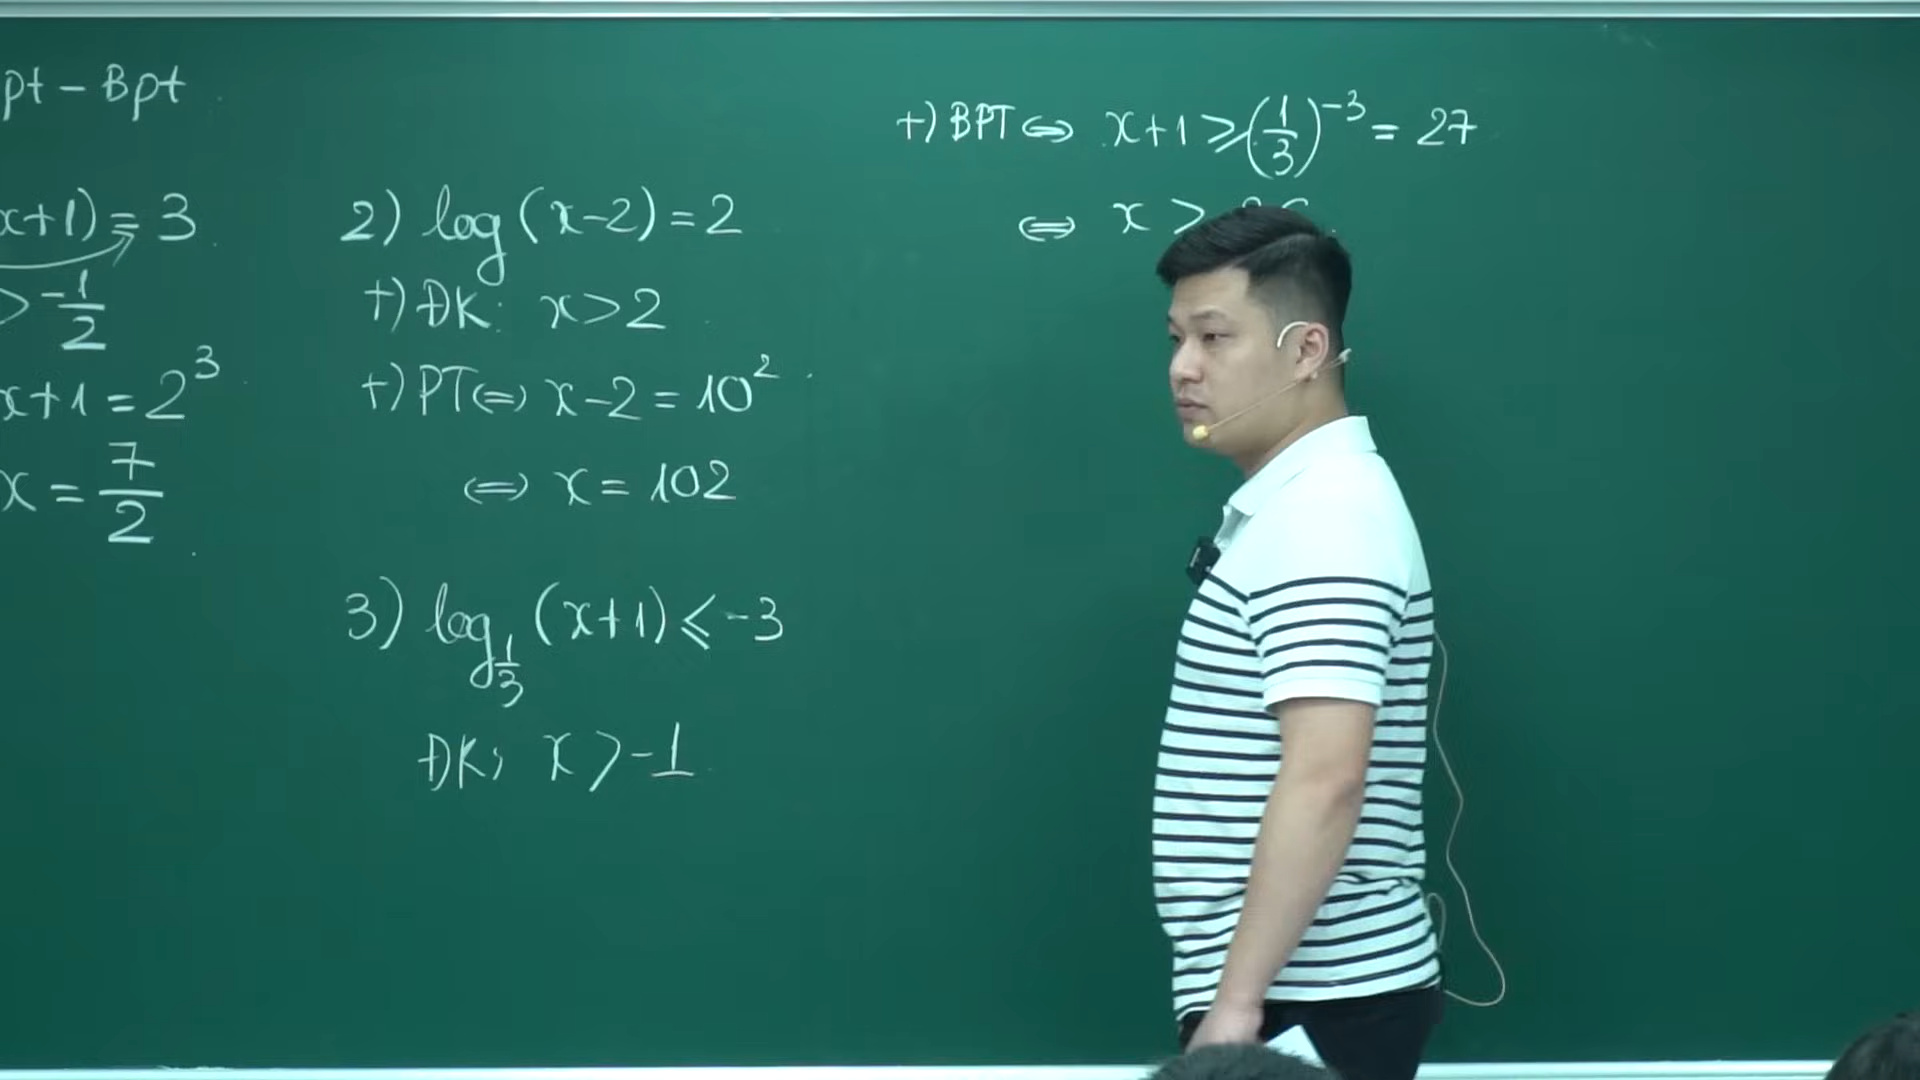 pt - Bpt
x+1) = 3
> -1/2
x+1 = 2^3
x = 7/2
2) log(x-2) = 2
+) ĐK: x > 2
+) PT ⇔ x-2 = 10^2
⇔ x = 102
3) log_{1/3}(x+1) ≤ -3
ĐK: x > -1
+) BPT ⇔ x+1 ≥ (1/3)^{-3} = 27
⇔ x